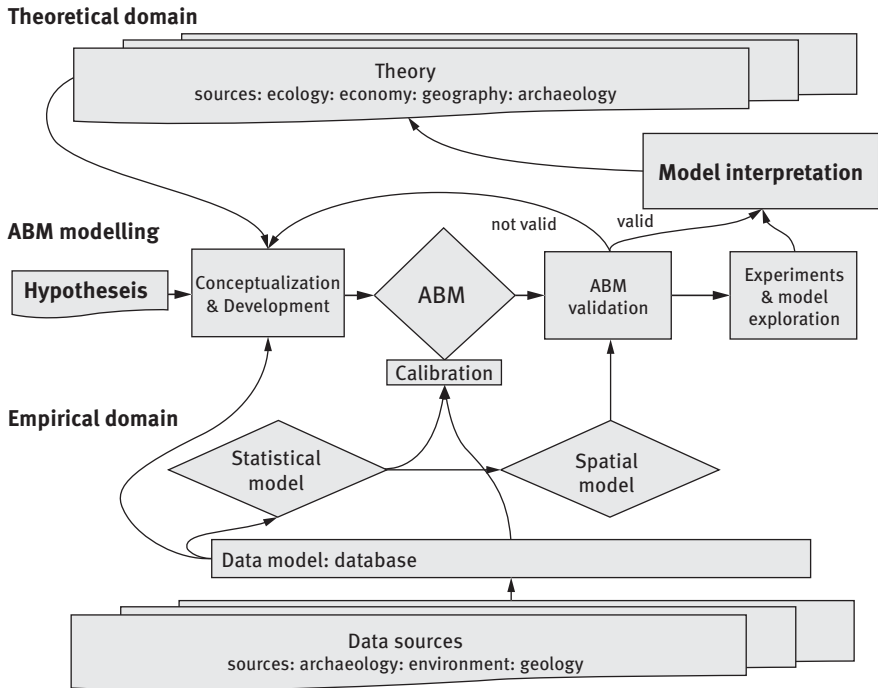 Theoretical domain
Theory
sources: ecology: economy: geography: archaeology
Model interpretation
not valid
valid
ABM modelling
Hypotheseis
Conceptualization
& Development
ABM
ABM
validation
Experiments
& model
exploration
Calibration
Empirical domain
Statistical
model
Spatial
model
Data model: database
Data sources
sources: archaeology: environment: geology